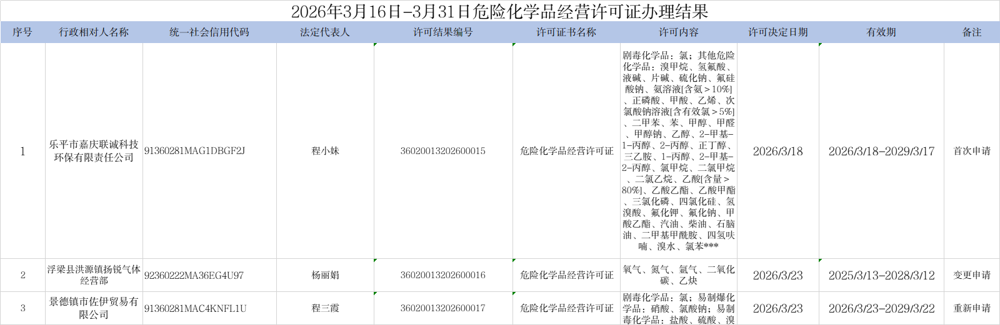 2026年3月16日-3月31日危险化学品经营许可证办理结果
序号 行政相对人名称 统一社会信用代码 法定代表人 许可结果编号 许可证书名称 许可内容 许可决定日期 有效期 备注
1
乐平市嘉庆联诚科技
环保有限责任公司
91360281MAG1DBGF2J
程小妹
36020013202600015
危险化学品经营许可证
剧毒化学品：氯；其他危险
化学品：溴甲烷、氢氟酸、
液碱、片碱、硫化钠、氟硅
酸钠、氨溶液[含氨＞10%]
、正磷酸、甲酸、乙烯、次
氯酸钠溶液[含有效氯＞5%]
、二甲苯、苯、甲醇、甲醛
、甲醇钠、乙醇、2-甲基-
1-丙醇、2-丙醇、正丁醇、
三乙胺、1-丙醇、2-甲基-
2-丙醇、氯甲烷、二氯甲烷
、二氯乙烷、乙酸[含量＞
80%]、乙酸乙酯、乙酸甲酯
、三氯化磷、四氯化硅、氢
溴酸、氟化钾、氟化钠、甲
酸乙酯、汽油、柴油、石脑
油、二甲基甲酰胺、四氢呋
喃、溴水、氯苯***
2026/3/18
2026/3/18-2029/3/17
首次申请
2
浮梁县洪源镇扬锐气体
经营部
92360222MA36EG4U97
杨丽娟
36020013202600016
危险化学品经营许可证
氧气、氮气、氩气、二氧化
碳、乙炔
2026/3/23
2025/3/13-2028/3/12
变更申请
3
景德镇市佐伊贸易有
限公司
91360281MAC4KNFL1U
程三霞
36020013202600017
危险化学品经营许可证
剧毒化学品：氯；易制爆化
学品：硝酸、氯酸钠；易制
毒化学品：盐酸、硫酸、溴
2026/3/23
2026/3/23-2029/3/22
重新申请